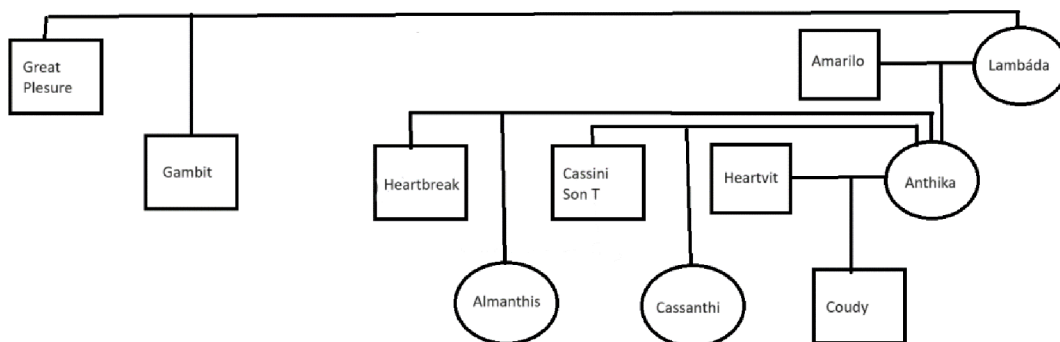 Great
Plesure
Amarilo
Lambáda
Gambit
Heartbreak
Cassini
Son T
Heartvit
Anthika
Almanthis
Cassanthi
Coudy